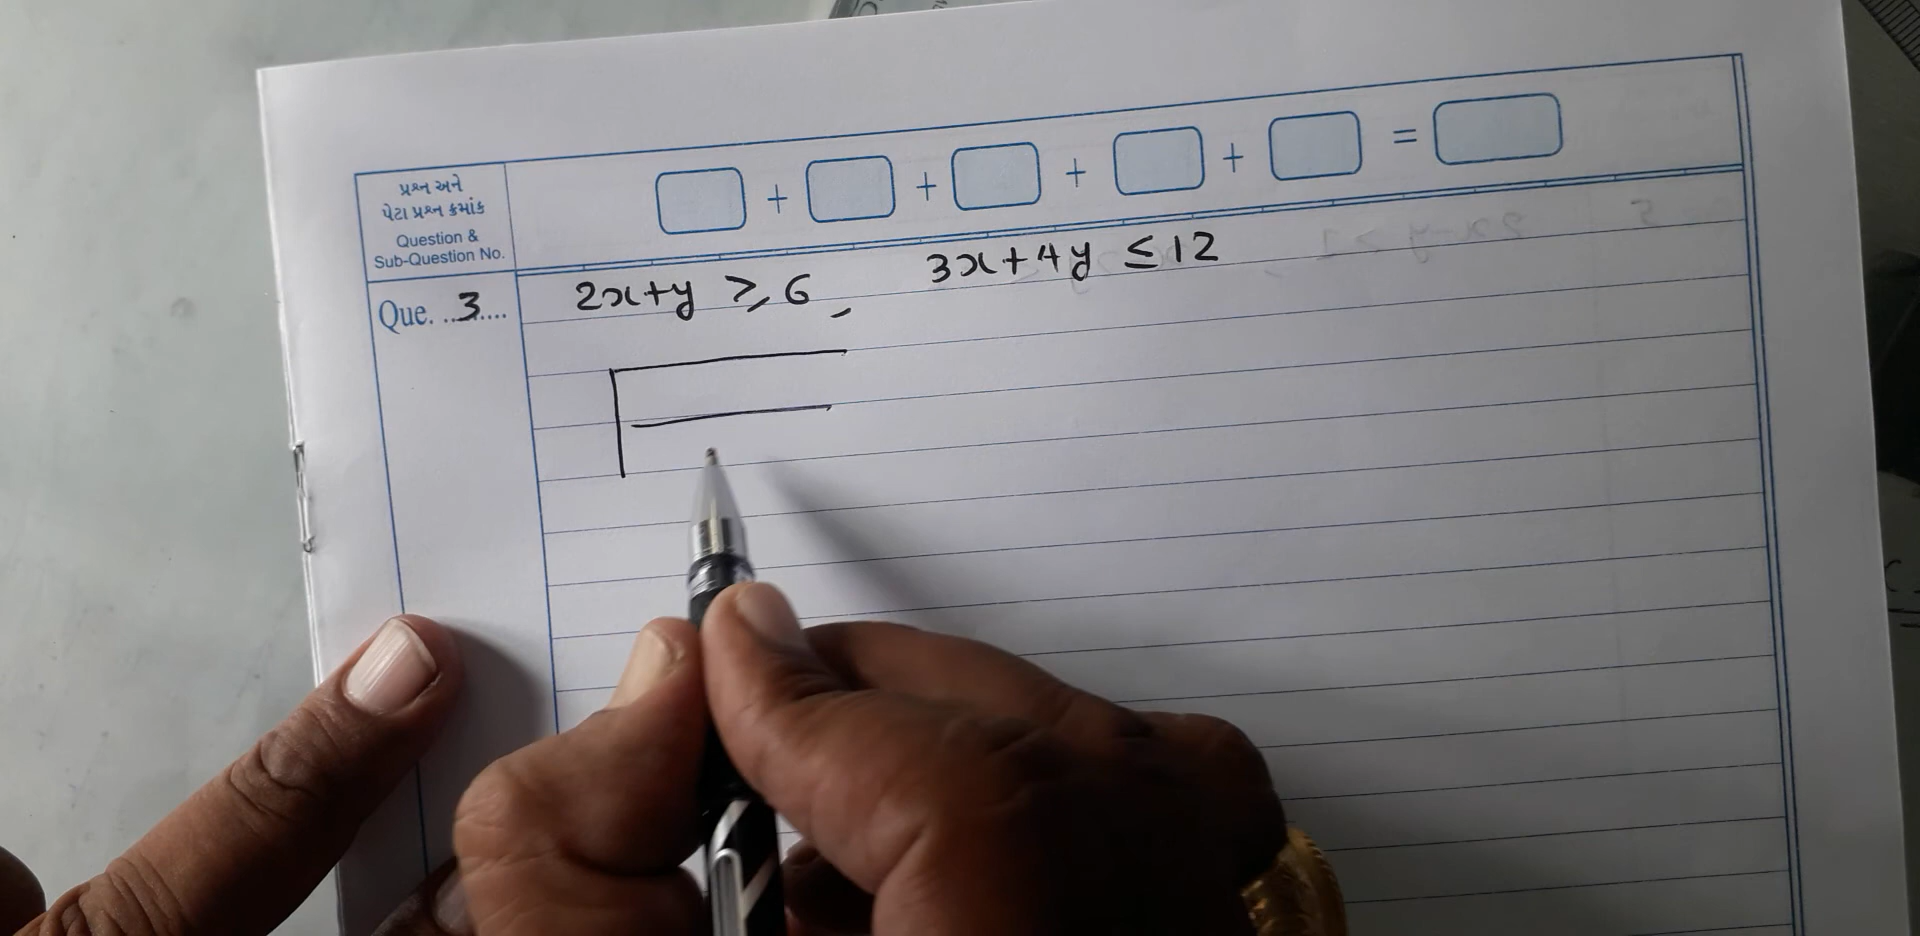 પ્રશ્ન અને
પેટા પ્રશ્ન ક્રમાંક
Question &
Sub-Question No.
+ + + + =
Que. 3
2x+y ≥ 6, 3x+4y ≤ 12